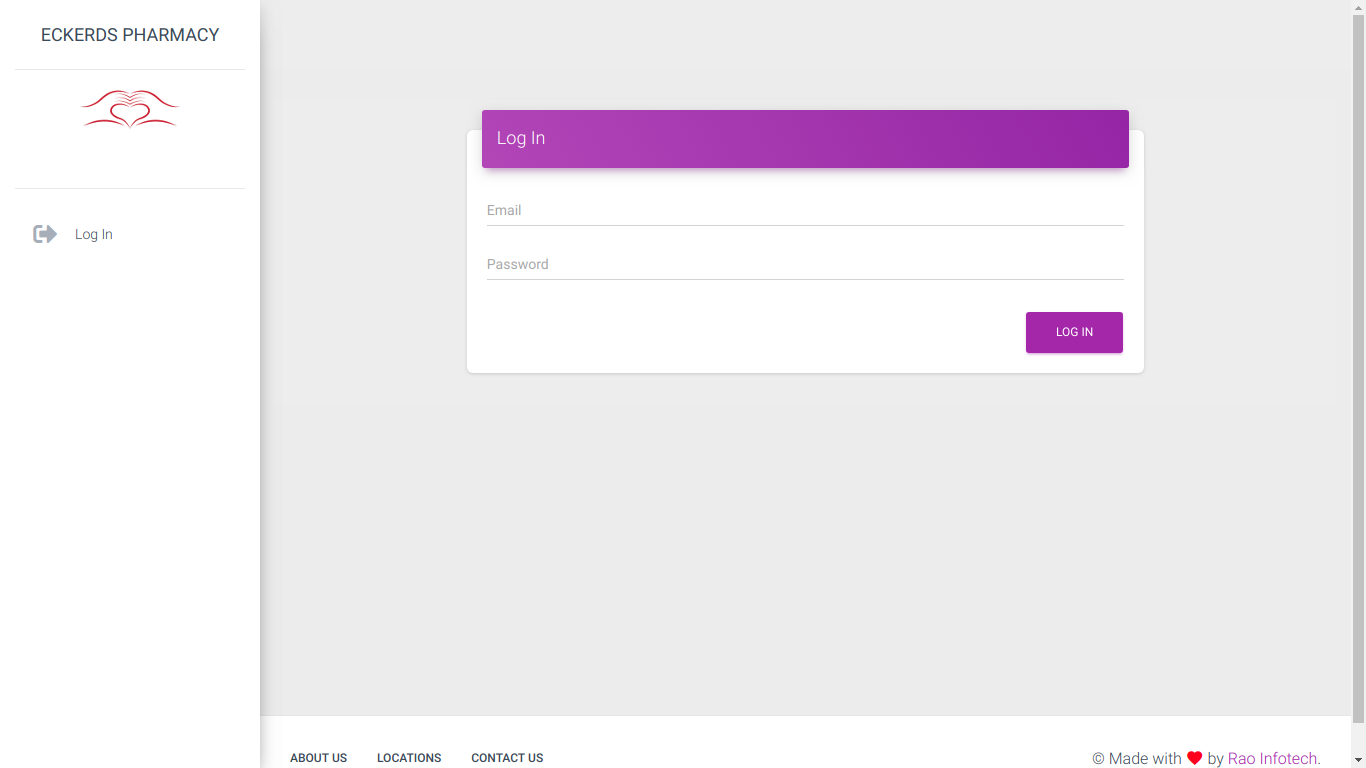 ECKERDS PHARMACY
Log In
Log In
Email
Password
LOG IN
ABOUT US LOCATIONS CONTACT US
© Made with ❤ by Rao Infotech.